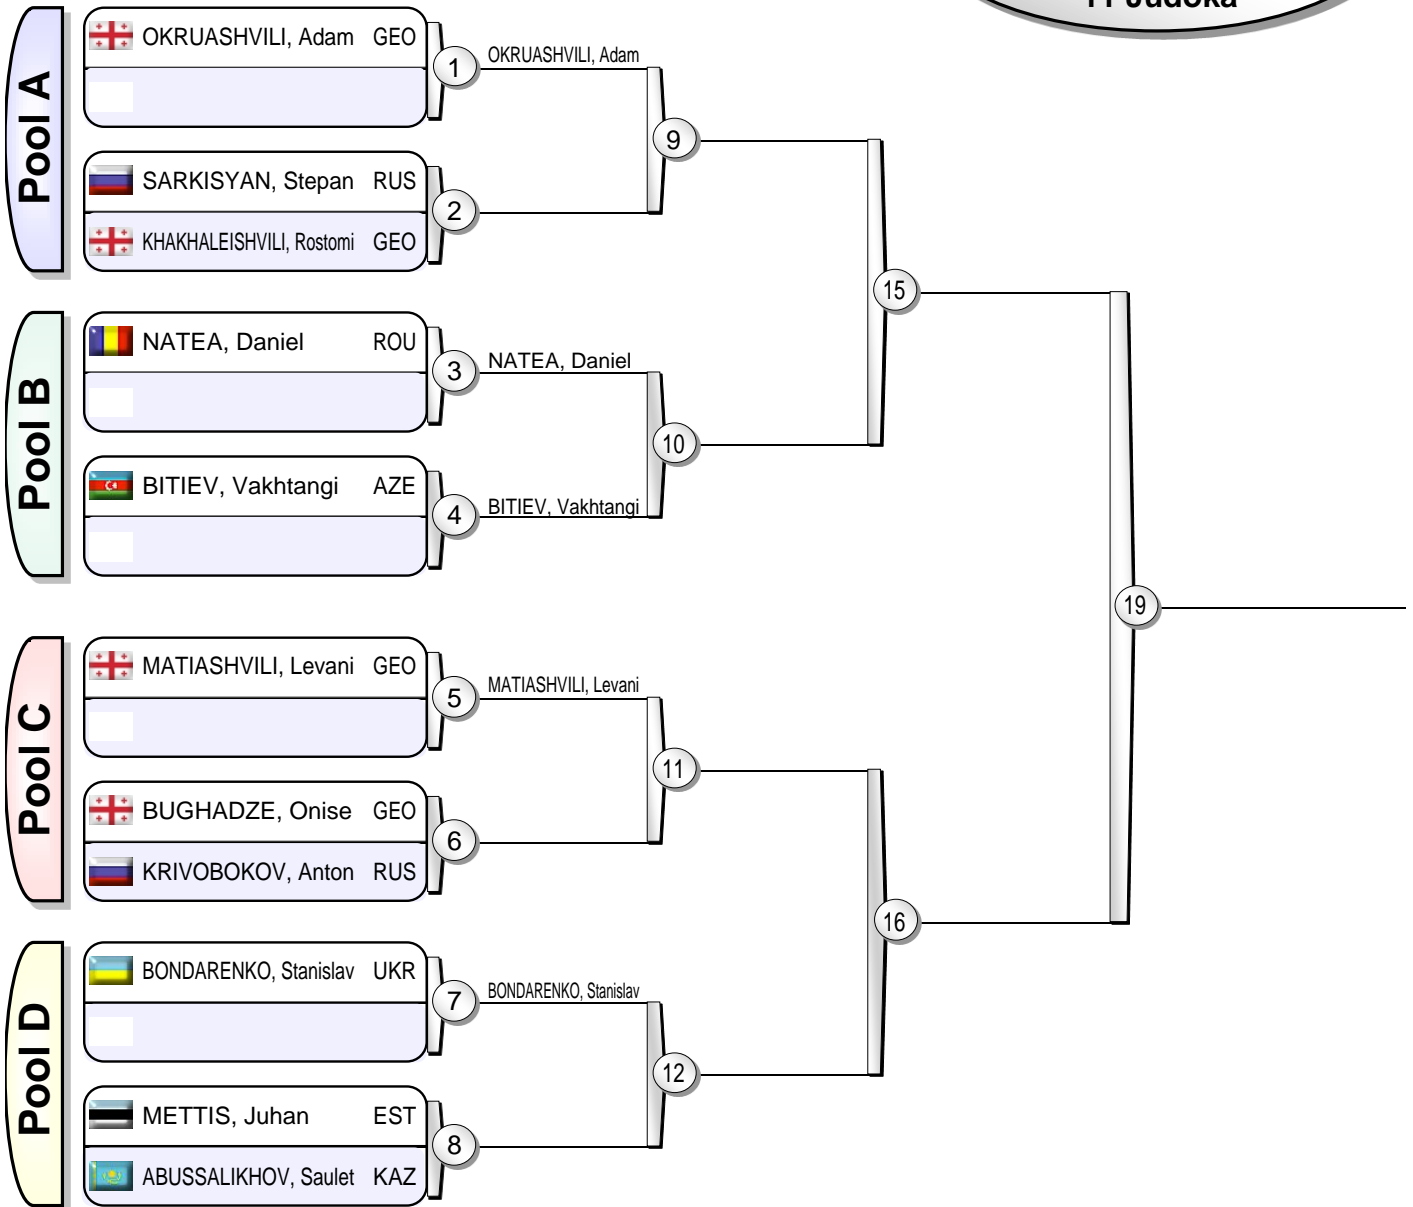 11 Judoka
Pool A
OKRUASHVILI, Adam GEO
1
OKRUASHVILI, Adam
9
SARKISYAN, Stepan RUS
2
KHAKHALEISHVILI, Rostomi GEO
15
Pool B
NATEA, Daniel ROU
3
NATEA, Daniel
10
BITIEV, Vakhtangi AZE
4
BITIEV, Vakhtangi
19
Pool C
MATIASHVILI, Levani GEO
5
MATIASHVILI, Levani
11
BUGHADZE, Onise GEO
6
KRIVOBOKOV, Anton RUS
16
Pool D
BONDARENKO, Stanislav UKR
7
BONDARENKO, Stanislav
12
METTIS, Juhan EST
8
ABUSSALIKHOV, Saulet KAZ